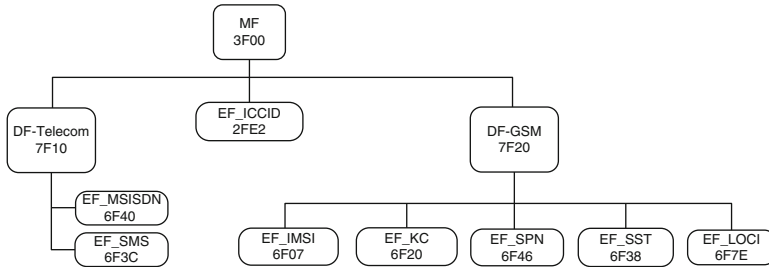 MF
3F00
DF-Telecom
7F10
EF_ICCID
2FE2
DF-GSM
7F20
EF_MSISDN
6F40
EF_SMS
6F3C
EF_IMSI
6F07
EF_KC
6F20
EF_SPN
6F46
EF_SST
6F38
EF_LOCI
6F7E